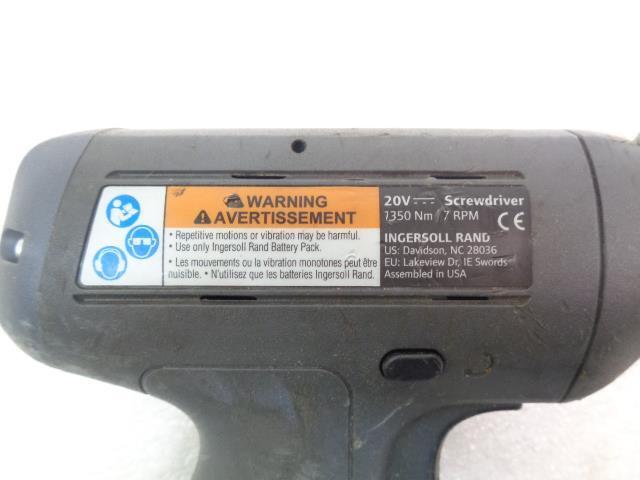 WARNING
AVERTISSEMENT
• Repetitive motions or vibration may be harmful.
• Use only Ingersoll Rand Battery Pack.
• Les mouvements ou la vibration monotones peut être
nuisible. • N'utilisez que les batteries Ingersoll Rand.
20V Screwdriver
1350 Nm / 7 RPM
CE
INGERSOLL RAND
US: Davidson, NC 28036
EU: Lakeview Dr, IE Swords
Assembled in USA